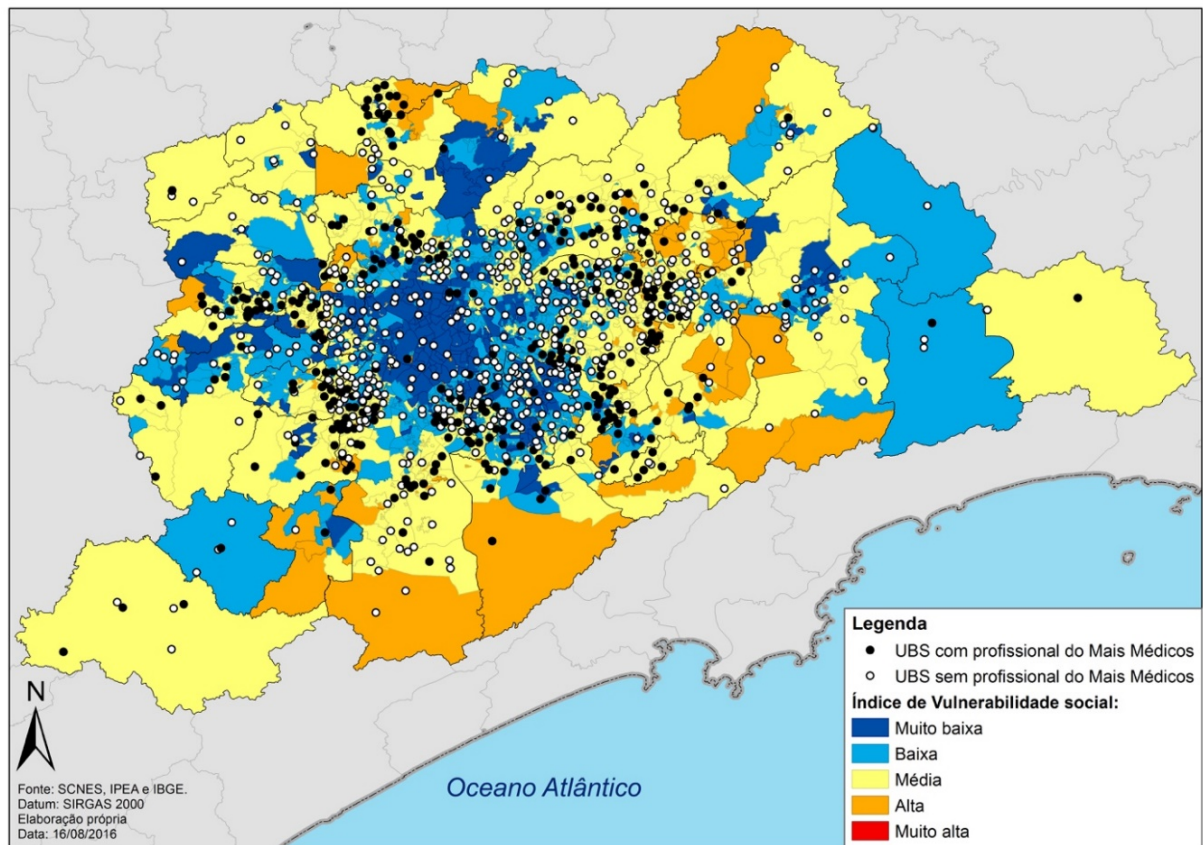 Legenda
UBS com profissional do Mais Médicos
UBS sem profissional do Mais Médicos
Índice de Vulnerabilidade social:
Muito baixa
Baixa
Média
Alta
Muito alta
N
Fonte: SCNES, IPEA e IBGE.
Datum: SIRGAS 2000
Elaboração própria
Data: 16/08/2016
Oceano Atlântico